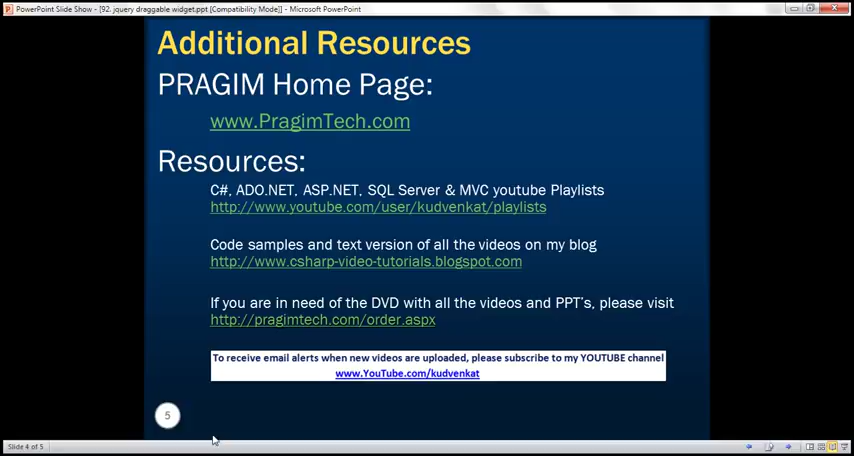 PowerPoint Slide Show - [92. jquery draggable widget.ppt [Compatibility Mode]] - Microsoft PowerPoint
Additional Resources
PRAGIM Home Page:
www.PragimTech.com
Resources:
C#, ADO.NET, ASP.NET, SQL Server & MVC youtube Playlists
http://www.youtube.com/user/kudvenkat/playlists
Code samples and text version of all the videos on my blog
http://www.csharp-video-tutorials.blogspot.com
If you are in need of the DVD with all the videos and PPT's, please visit
http://pragimtech.com/order.aspx
To receive email alerts when new videos are uploaded, please subscribe to my YOUTUBE channel
www.YouTube.com/kudvenkat
5
Slide 4 of 5